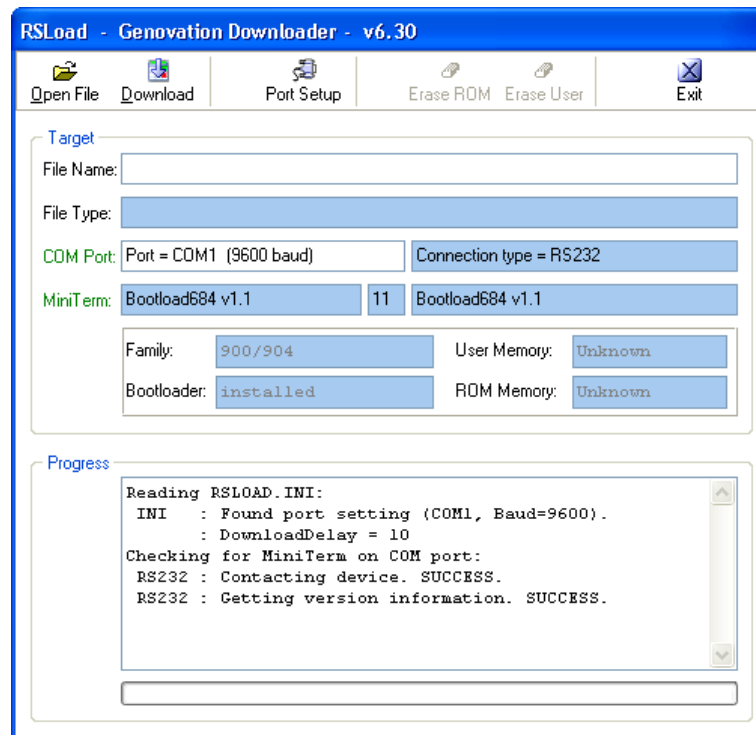 RSLoad - Genovation Downloader - v6.30
Open File Download Port Setup Erase ROM Erase User Exit
Target
File Name:
File Type:
COM Port: Port = COM1 (9600 baud) Connection type = RS232
MiniTerm: Bootload684 v1.1 11 Bootload684 v1.1
Family: 900/904 User Memory: Unknown
Bootloader: installed ROM Memory: Unknown
Progress
Reading RSLOAD.INI:
INI : Found port setting (COM1, Baud=9600).
: DownloadDelay = 10
Checking for MiniTerm on COM port:
RS232 : Contacting device. SUCCESS.
RS232 : Getting version information. SUCCESS.